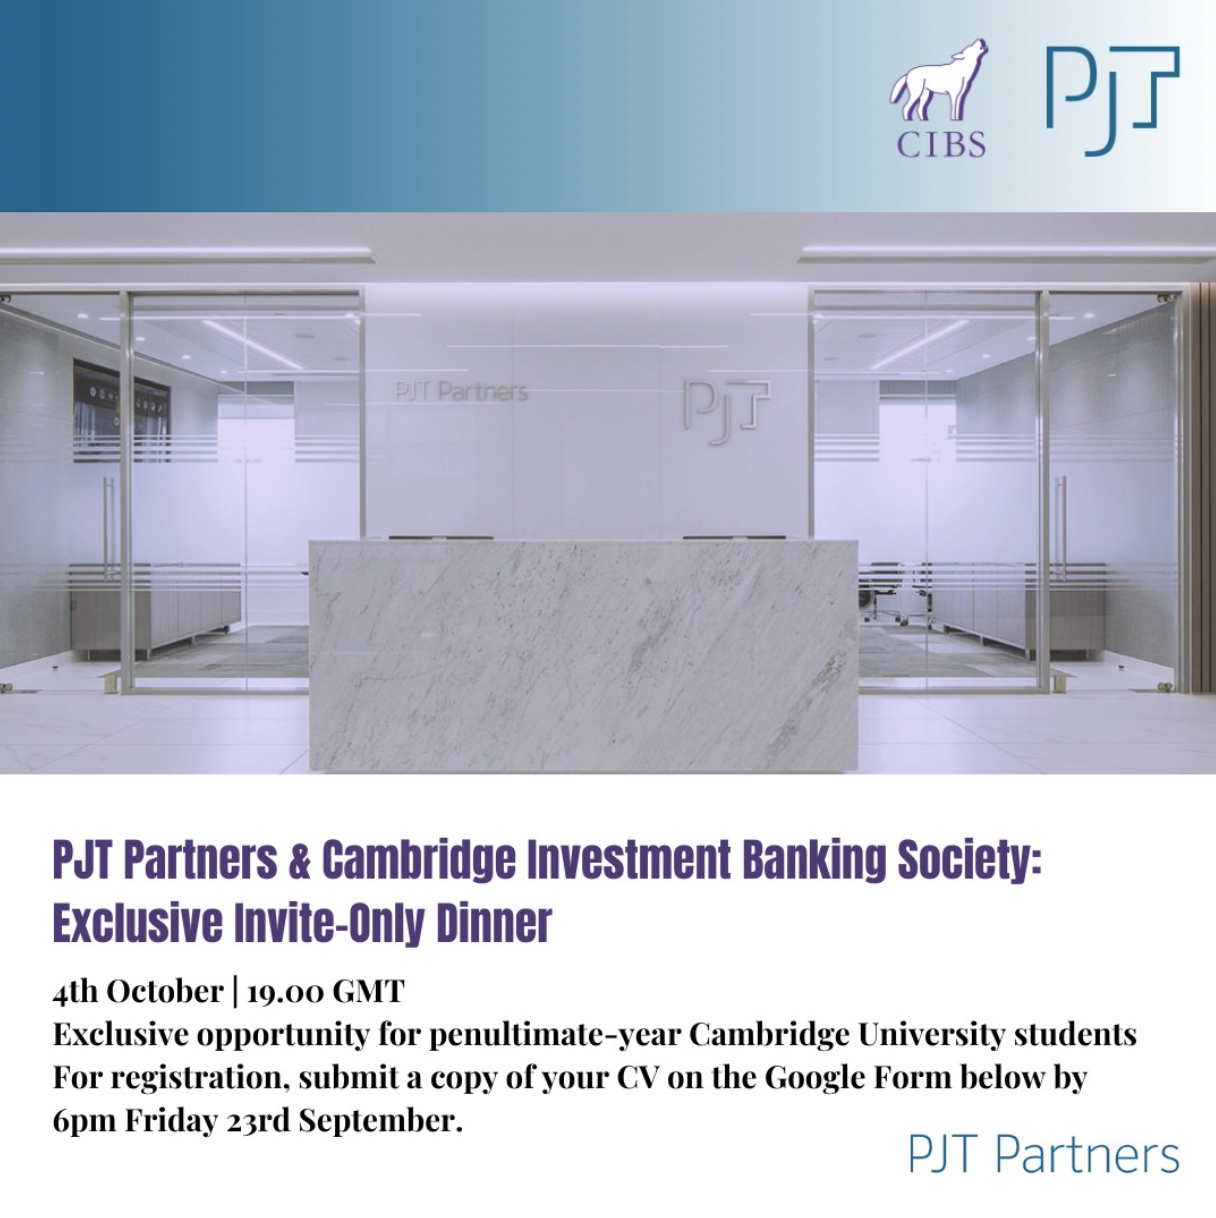 CIBS
PJT
PJT Partners
PJT
PJT Partners & Cambridge Investment Banking Society:
Exclusive Invite-Only Dinner
4th October | 19.00 GMT
Exclusive opportunity for penultimate-year Cambridge University students
For registration, submit a copy of your CV on the Google Form below by
6pm Friday 23rd September.
PJT Partners